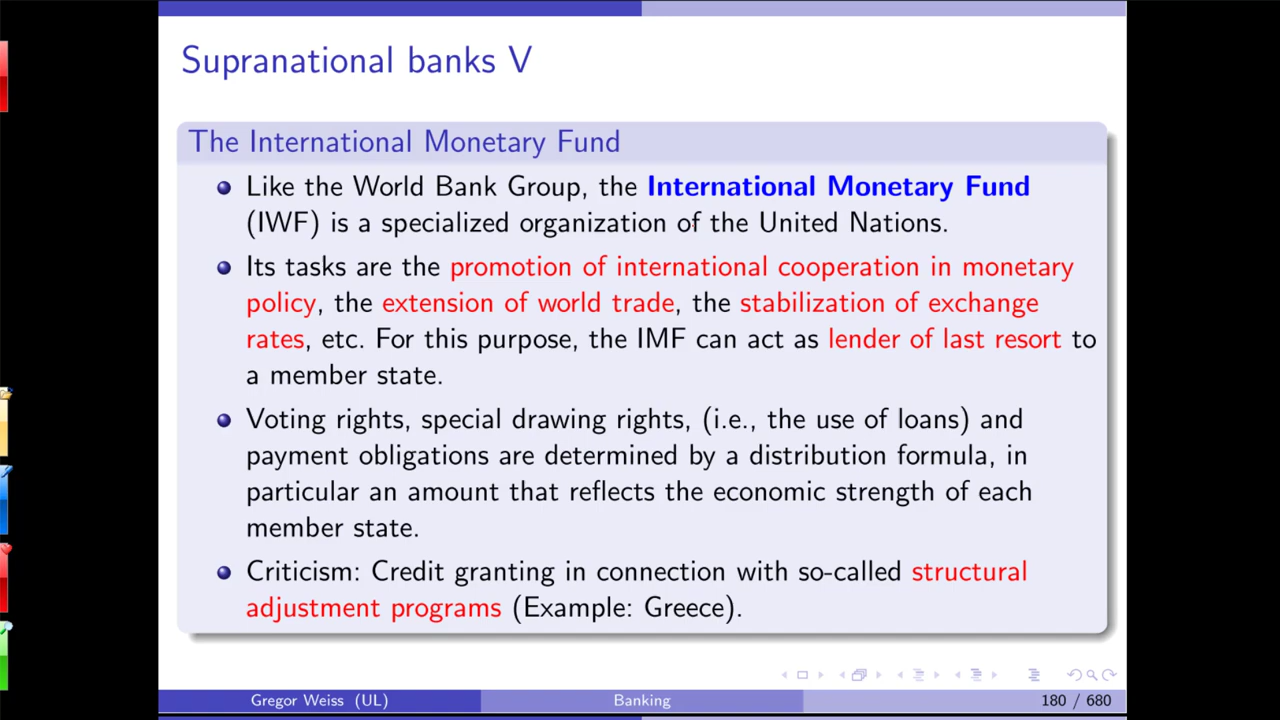 Supranational banks V
The International Monetary Fund
Like the World Bank Group, the International Monetary Fund
(IWF) is a specialized organization of the United Nations.
Its tasks are the promotion of international cooperation in monetary
policy, the extension of world trade, the stabilization of exchange
rates, etc. For this purpose, the IMF can act as lender of last resort to
a member state.
Voting rights, special drawing rights, (i.e., the use of loans) and
payment obligations are determined by a distribution formula, in
particular an amount that reflects the economic strength of each
member state.
Criticism: Credit granting in connection with so-called structural
adjustment programs (Example: Greece).
Gregor Weiss (UL) Banking 180 / 680